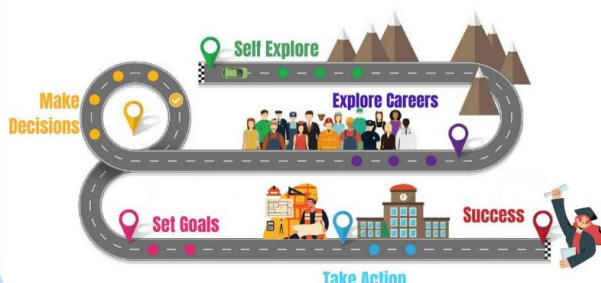 Self Explore
Explore Careers
Make
Decisions
Set Goals
Take Action
Success